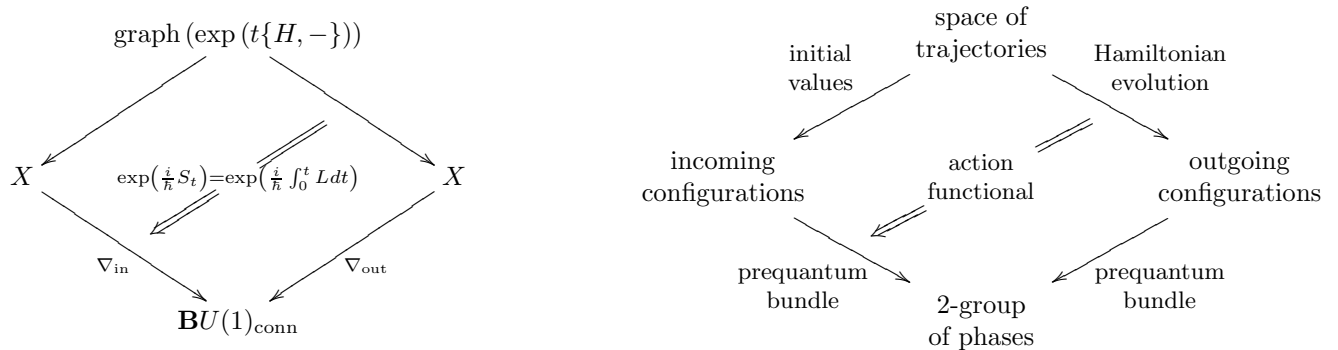 graph (exp (t{H, −}))
X
exp(i/ħ S_t)=exp(i/ħ ∫_0^t Ldt)
X
∇_in
∇_out
BU(1)_conn
space of
trajectories
initial
values
Hamiltonian
evolution
incoming
configurations
action
functional
outgoing
configurations
prequantum
bundle
prequantum
bundle
2-group
of phases